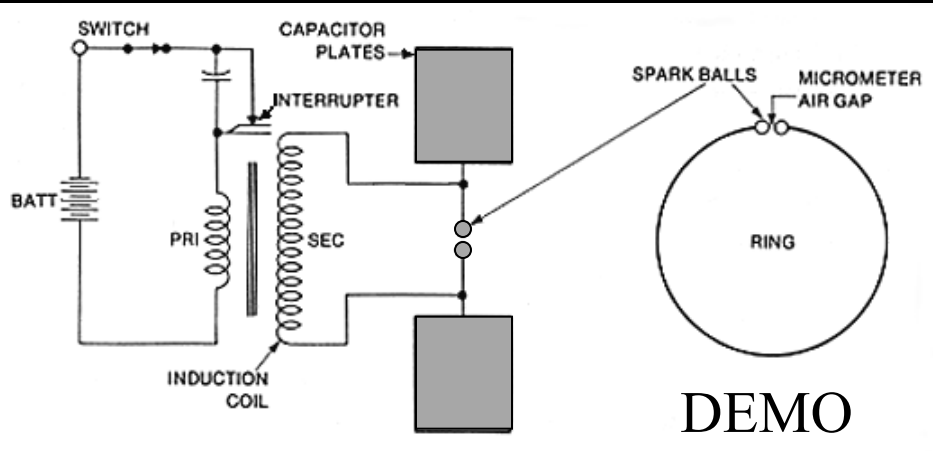 SWITCH
CAPACITOR
PLATES
INTERRUPTER
BATT
PRI
SEC
INDUCTION
COIL
SPARK BALLS
MICROMETER
AIR GAP
RING
DEMO